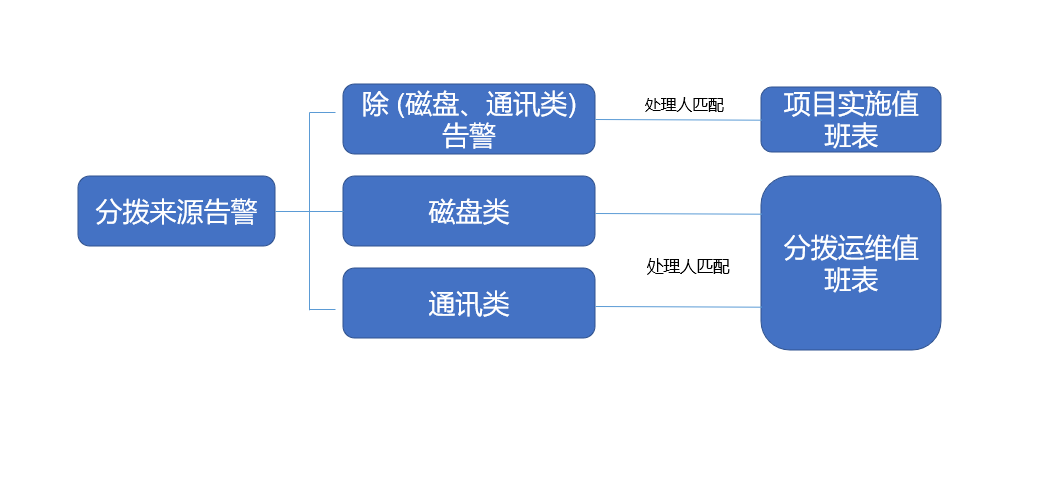 除 (磁盘、通讯类)
告警
处理人匹配
项目实施值
班表
分拨来源告警
磁盘类
分拨运维值
班表
处理人匹配
通讯类